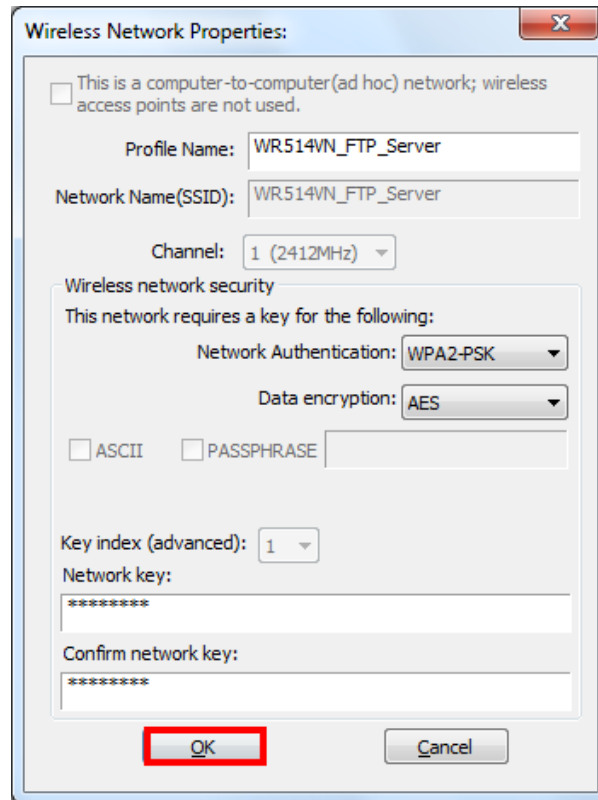 Wireless Network Properties:
This is a computer-to-computer(ad hoc) network; wireless
access points are not used.
Profile Name: WR514VN_FTP_Server
Network Name(SSID): WR514VN_FTP_Server
Channel: 1 (2412MHz)
Wireless network security
This network requires a key for the following:
Network Authentication: WPA2-PSK
Data encryption: AES
ASCII PASSPHRASE
Key index (advanced): 1
Network key:
********
Confirm network key:
********
OK Cancel